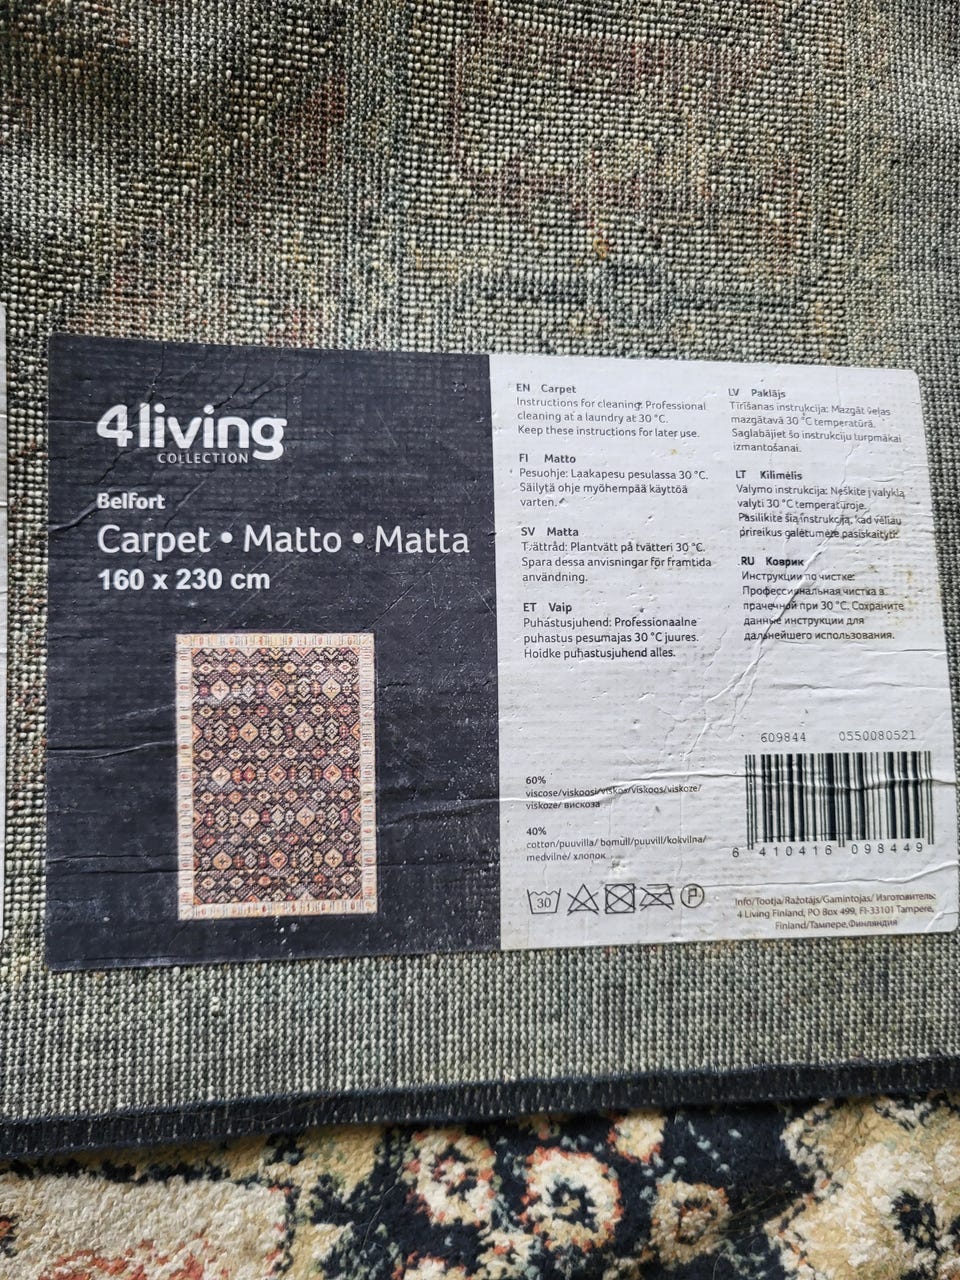 4living
COLLECTION
Belfort
Carpet • Matto • Matta
160 x 230 cm
EN Carpet
Instructions for cleaning: Professional
cleaning at a laundry at 30 °C.
Keep these instructions for later use.
FI Matto
Pesuohje: Laakapesu pesulassa 30 °C.
Säilytä ohje myöhempää käyttöä
varten.
SV Matta
Tvättråd: Plantvätt på tvätteri 30 °C.
Spara dessa anvisningar för framtida
användning.
ET Vaip
Puhastusjuhend: Professionaalne
puhastus pesumajas 30 °C juures.
Hoidke puhastusjuhend alles.
60%
viscose/viskoosi/viskos/viskoos/viskoze/
viskozė/ вискоза
40%
cotton/puuvilla/ bomull/puuvill/kokvilna/
medvilnė/ хлопок
30
P
LV Paklājs
Tīrīšanas instrukcija: Mazgāt veļas
mazgātavā 30 °C temperatūrā.
Saglabājiet šo instrukciju turpmākai
izmantošanai.
LT Kilimėlis
Valymo instrukcija: Neškite į valyklą
valyti 30 °C temperatūroje.
Pasilikite šią instrukciją, kad vėliau
prireikus galėtumėte pasiskaityti.
RU Коврик
Инструкции по чистке:
Профессиональная чистка в
прачечной при 30 °C. Сохраните
данные инструкции для
дальнейшего использования.
609844 0550080521
6 410416 098449
Info/Tootja/Ražotājs/Gamintojas/ Изготовитель:
4 Living Finland, PO Box 499, FI-33101 Tampere,
Finland/Тампере,Финляндия